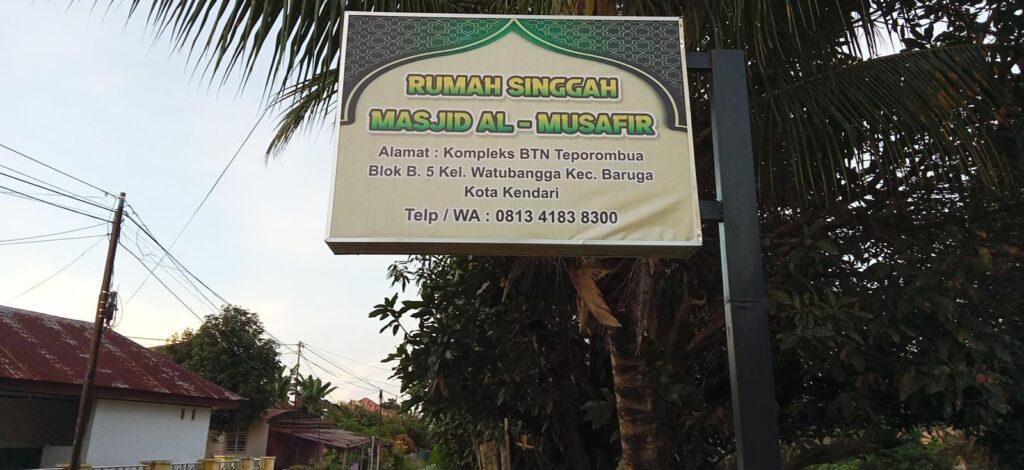 RUMAH SINGGAH
MASJID AL - MUSAFIR
Alamat : Kompleks BTN Teporombua
Blok B. 5 Kel. Watubangga Kec. Baruga
Kota Kendari
Telp / WA : 0813 4183 8300